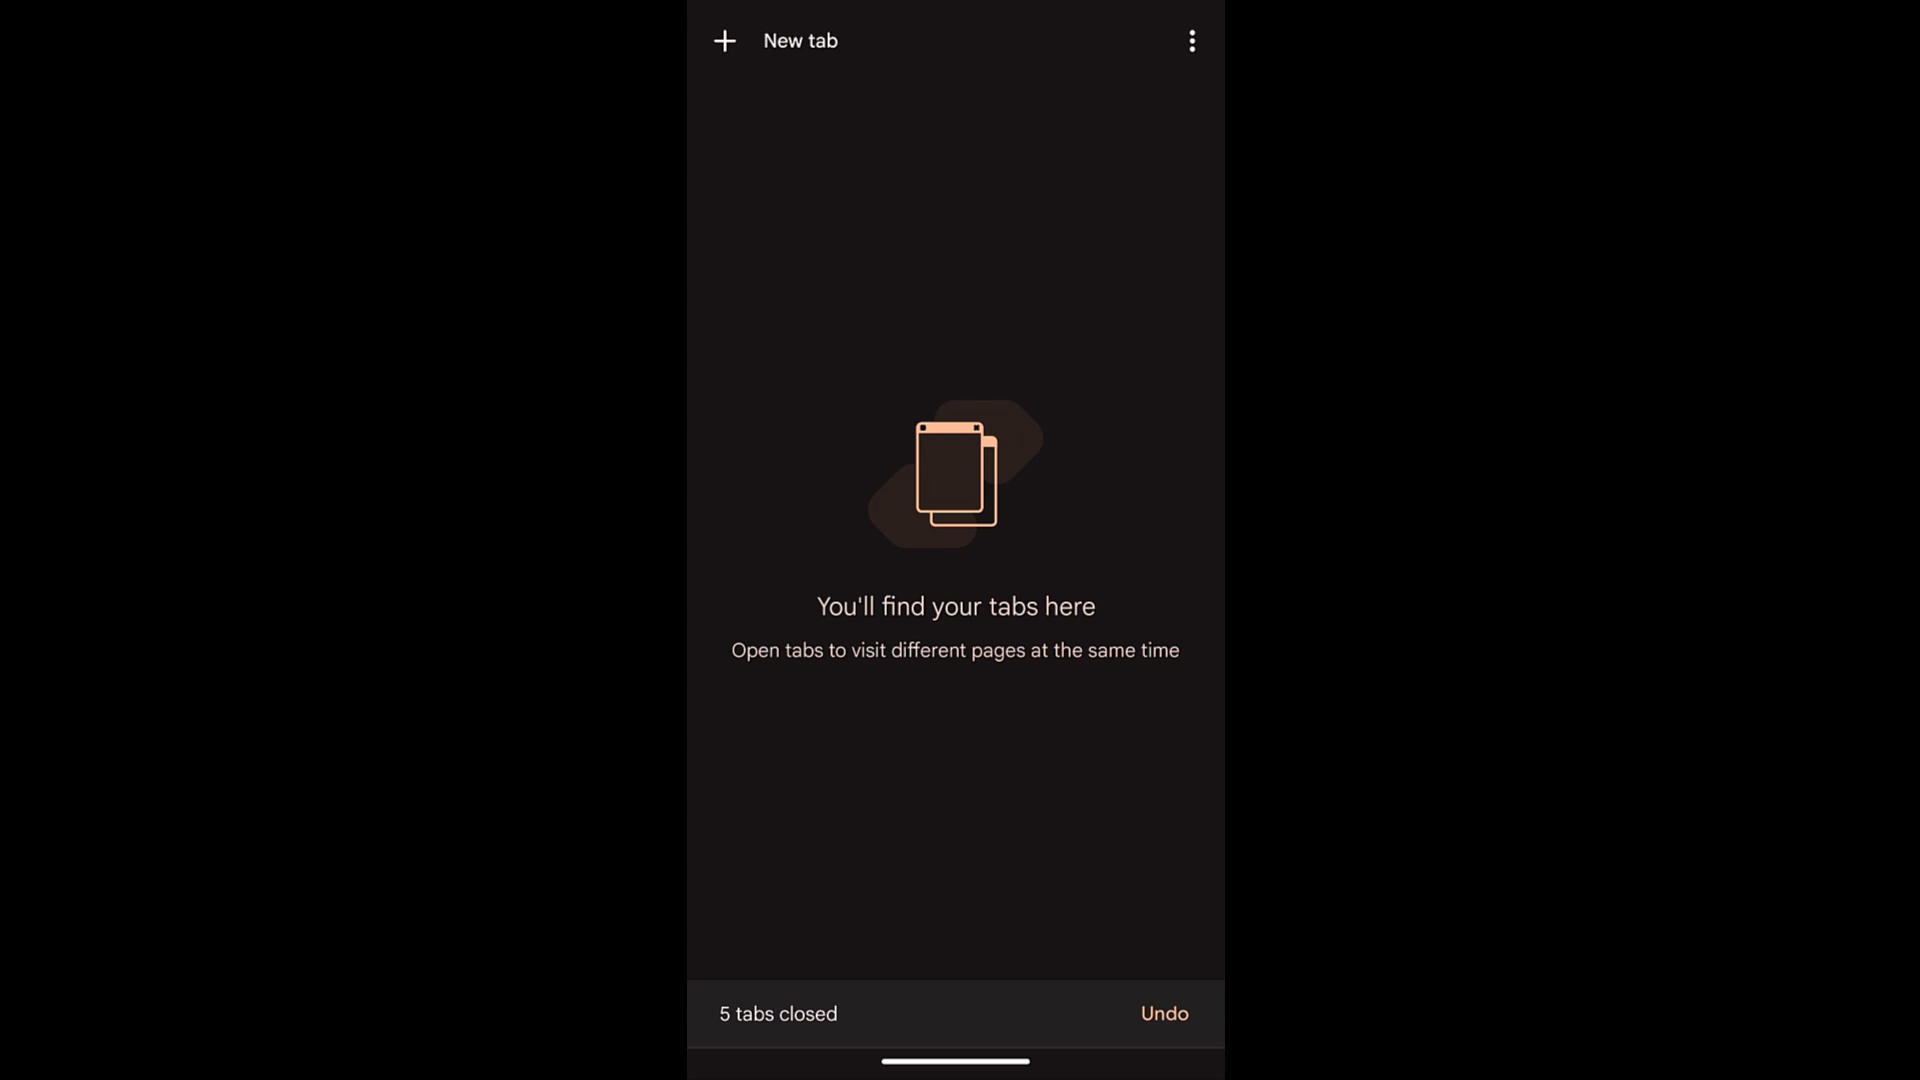 New tab
You'll find your tabs here
Open tabs to visit different pages at the same time
5 tabs closed
Undo